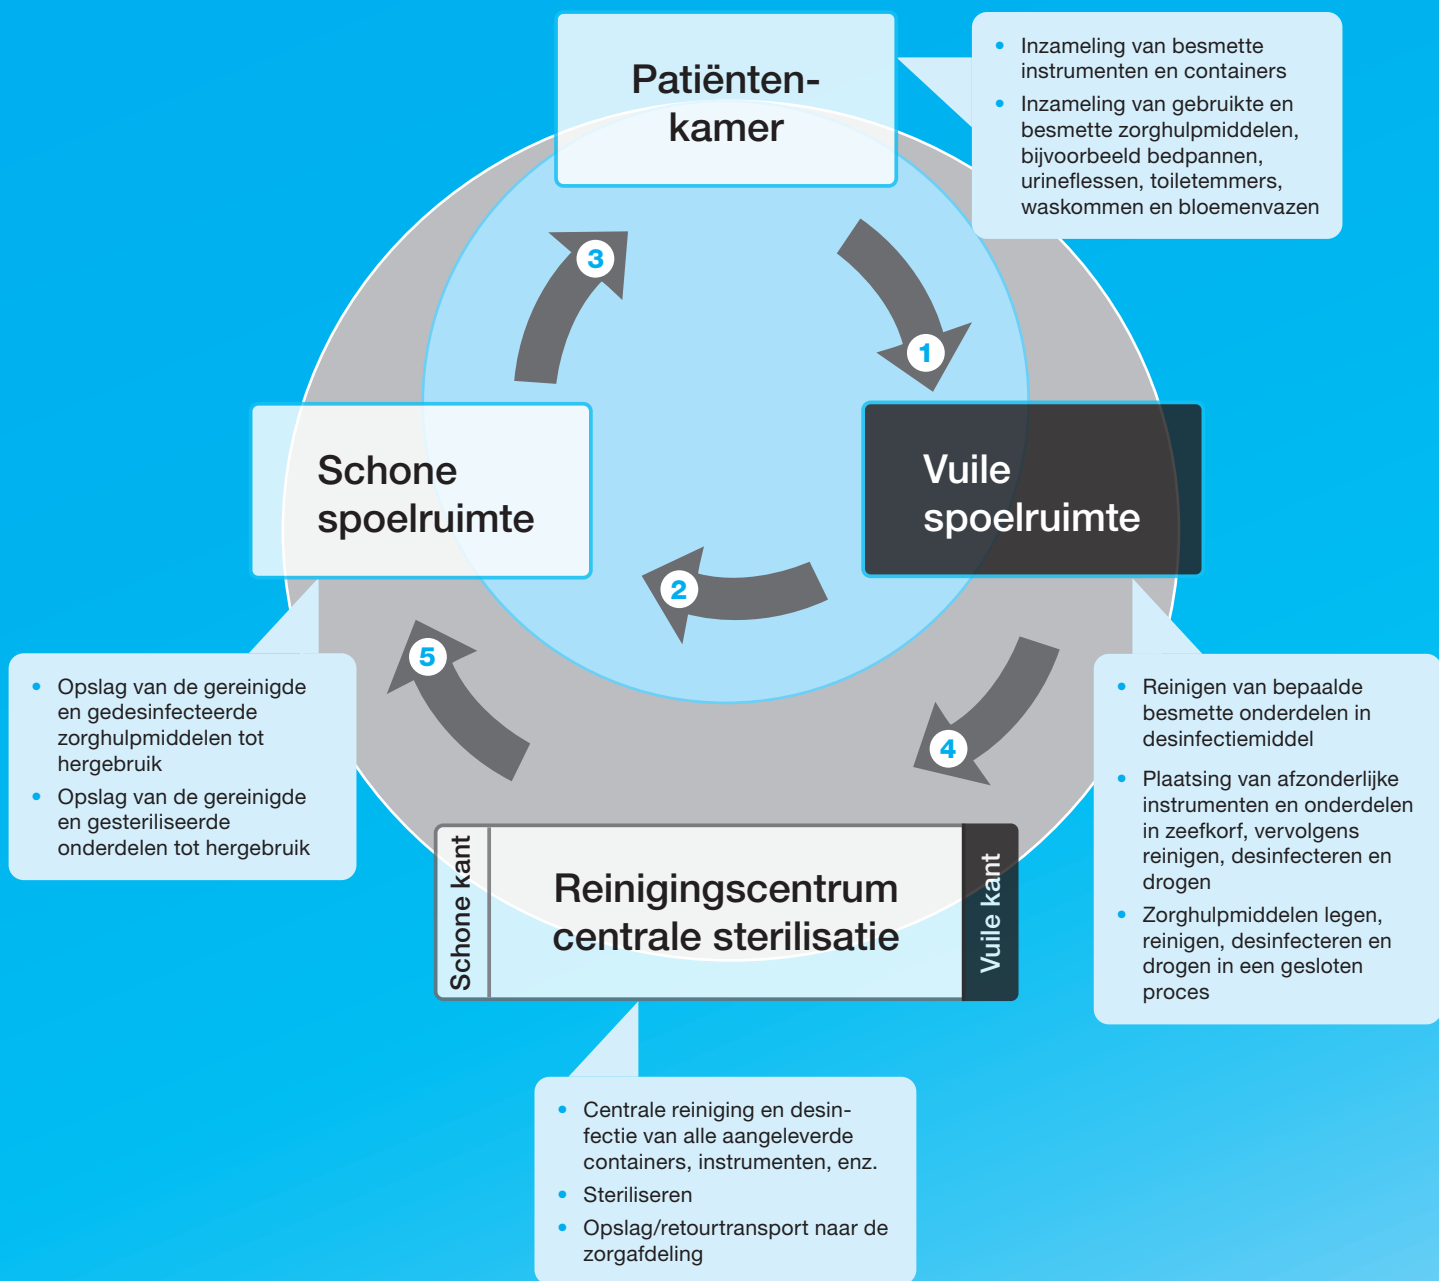 Patiënten-
kamer
• Inzameling van besmette
instrumenten en containers
• Inzameling van gebruikte en
besmette zorghulpmiddelen,
bijvoorbeeld bedpannen,
urineflessen, toiletemmers,
waskommen en bloemenvazen
3
1
Schone
spoelruimte
Vuile
spoelruimte
2
5
4
• Opslag van de gereinigde
en gedesinfecteerde
zorghulpmiddelen tot
hergebruik
• Opslag van de gereinigde
en gesteriliseerde
onderdelen tot hergebruik
• Reinigen van bepaalde
besmette onderdelen in
desinfectiemiddel
• Plaatsing van afzonderlijke
instrumenten en onderdelen
in zeefkorf, vervolgens
reinigen, desinfecteren en
drogen
• Zorghulpmiddelen legen,
reinigen, desinfecteren en
drogen in een gesloten
proces
Schone kant
Reinigingscentrum
centrale sterilisatie
Vuile kant
• Centrale reiniging en desin-
fectie van alle aangeleverde
containers, instrumenten, enz.
• Steriliseren
• Opslag/retourtransport naar de
zorgafdeling